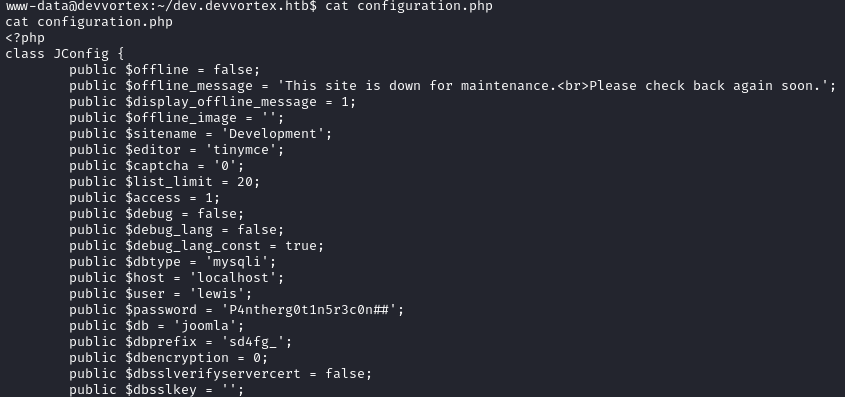 www-data@devvortex:~/dev.devvortex.htb$ cat configuration.php
cat configuration.php
<?php
class JConfig {
        public $offline = false;
        public $offline_message = 'This site is down for maintenance.<br>Please check back again soon.';
        public $display_offline_message = 1;
        public $offline_image = '';
        public $sitename = 'Development';
        public $editor = 'tinymce';
        public $captcha = '0';
        public $list_limit = 20;
        public $access = 1;
        public $debug = false;
        public $debug_lang = false;
        public $debug_lang_const = true;
        public $dbtype = 'mysqli';
        public $host = 'localhost';
        public $user = 'lewis';
        public $password = 'P4ntherg0t1n5r3c0n##';
        public $db = 'joomla';
        public $dbprefix = 'sd4fg_';
        public $dbencryption = 0;
        public $dbsslverifyservercert = false;
        public $dbsslkey = '';